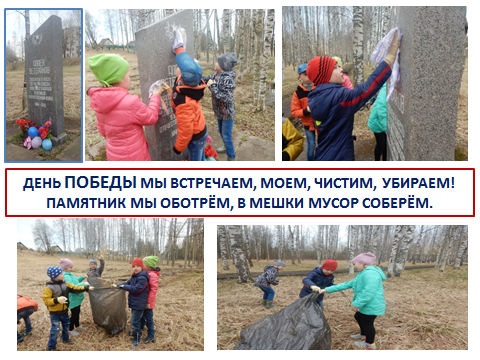 ДЕНЬ ПОБЕДЫ МЫ ВСТРЕЧАЕМ, МОЕМ, ЧИСТИМ, УБИРАЕМ!
ПАМЯТНИК МЫ ОБОТРЁМ, В МЕШКИ МУСОР СОБЕРЁМ.